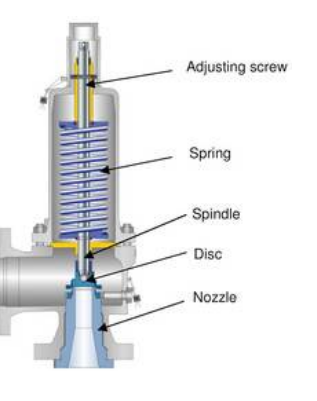 Adjusting screw
Spring
Spindle
Disc
Nozzle